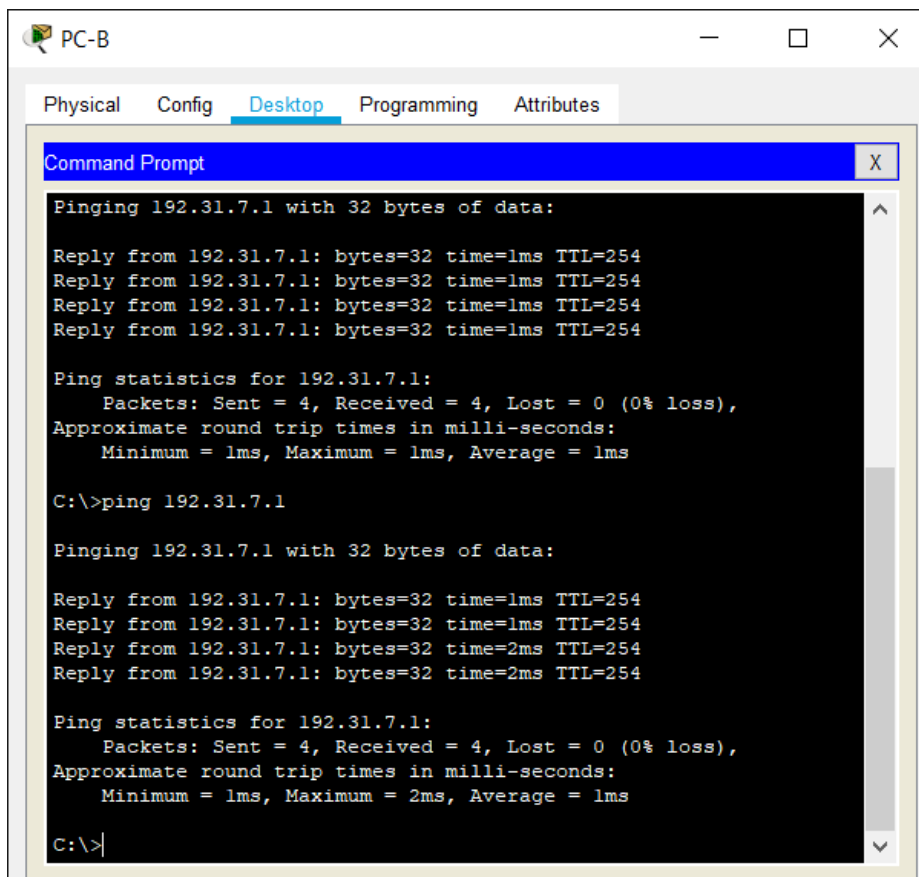 PC-B
Physical Config Desktop Programming Attributes
Command Prompt X
Pinging 192.31.7.1 with 32 bytes of data:
Reply from 192.31.7.1: bytes=32 time=1ms TTL=254
Reply from 192.31.7.1: bytes=32 time=1ms TTL=254
Reply from 192.31.7.1: bytes=32 time=1ms TTL=254
Reply from 192.31.7.1: bytes=32 time=1ms TTL=254
Ping statistics for 192.31.7.1:
Packets: Sent = 4, Received = 4, Lost = 0 (0% loss),
Approximate round trip times in milli-seconds:
Minimum = 1ms, Maximum = 1ms, Average = 1ms
C:\>ping 192.31.7.1
Pinging 192.31.7.1 with 32 bytes of data:
Reply from 192.31.7.1: bytes=32 time=1ms TTL=254
Reply from 192.31.7.1: bytes=32 time=1ms TTL=254
Reply from 192.31.7.1: bytes=32 time=2ms TTL=254
Reply from 192.31.7.1: bytes=32 time=2ms TTL=254
Ping statistics for 192.31.7.1:
Packets: Sent = 4, Received = 4, Lost = 0 (0% loss),
Approximate round trip times in milli-seconds:
Minimum = 1ms, Maximum = 2ms, Average = 1ms
C:\>